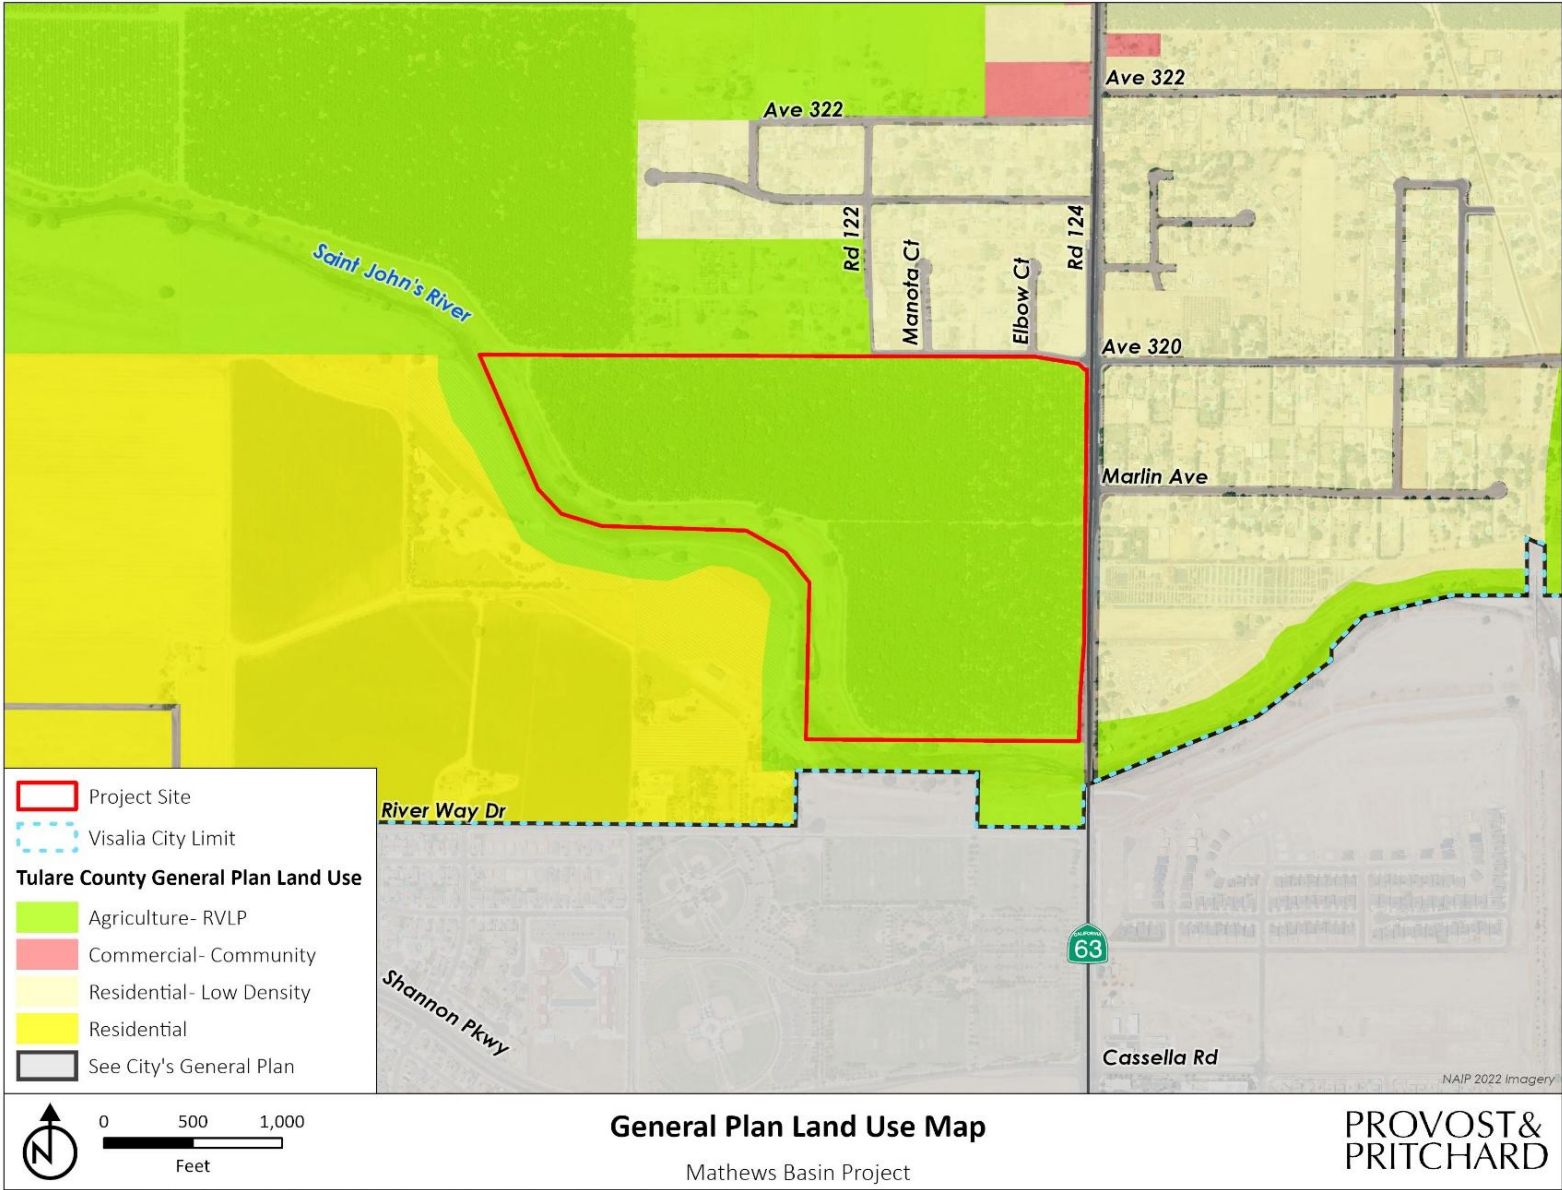 Ave 322
Ave 322
Saint John's River
Rd 122
Manota Ct
Elbow Ct
Rd 124
Ave 320
Marlin Ave
River Way Dr
Shannon Pkwy
CALIFORNIA
63
Cassella Rd
NAIP 2022 Imagery
Project Site
Visalia City Limit
Tulare County General Plan Land Use
Agriculture- RVLP
Commercial- Community
Residential- Low Density
Residential
See City's General Plan
N
0 500 1,000
Feet
General Plan Land Use Map
Mathews Basin Project
PROVOST&
PRITCHARD